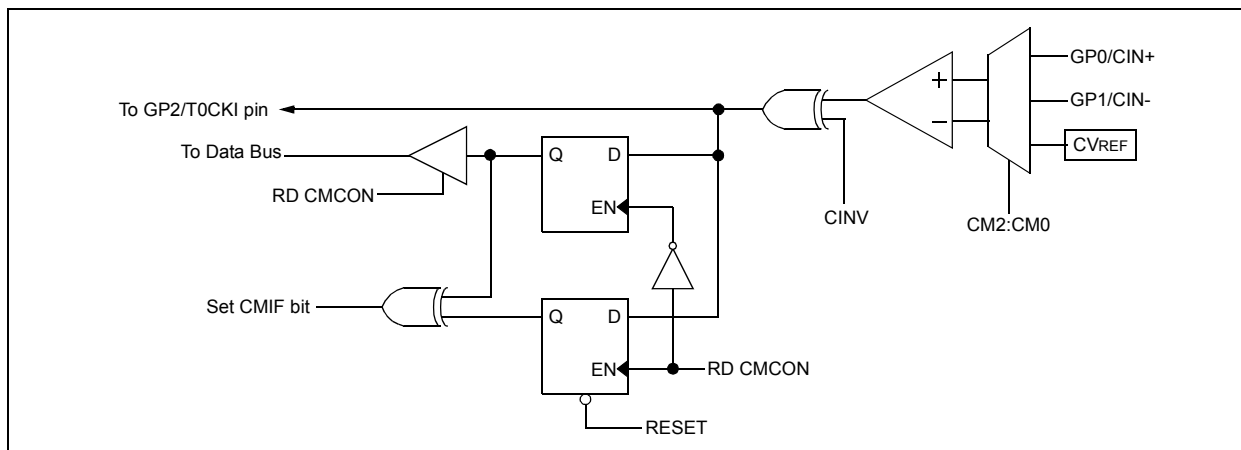 GP0/CIN+
To GP2/T0CKI pin
+
GP1/CIN-
−
To Data Bus
Q D
CVREF
RD CMCON
EN
CINV
CM2:CM0
Set CMIF bit
Q D
EN
RD CMCON
RESET